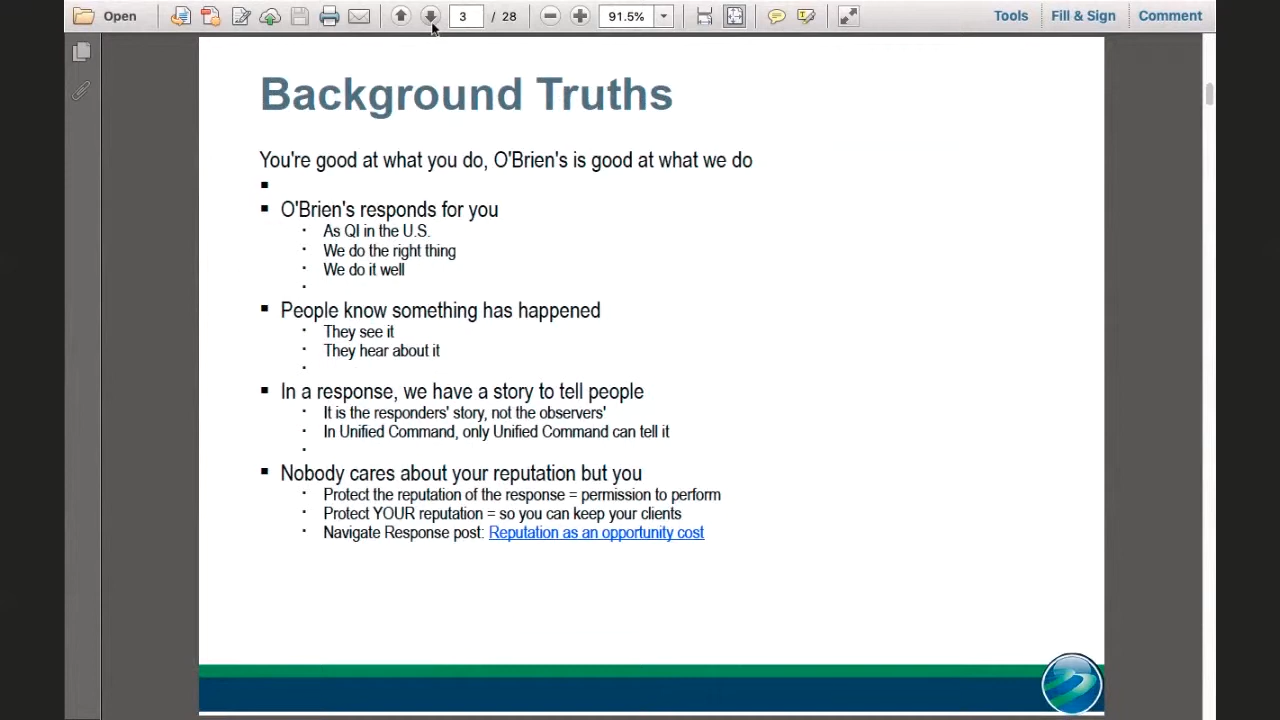 Open 3 / 28 91.5% Tools Fill & Sign Comment
Background Truths
You're good at what you do, O'Brien's is good at what we do
O'Brien's responds for you
As QI in the U.S.
We do the right thing
We do it well
People know something has happened
They see it
They hear about it
In a response, we have a story to tell people
It is the responders' story, not the observers'
In Unified Command, only Unified Command can tell it
Nobody cares about your reputation but you
Protect the reputation of the response = permission to perform
Protect YOUR reputation = so you can keep your clients
Navigate Response post: Reputation as an opportunity cost